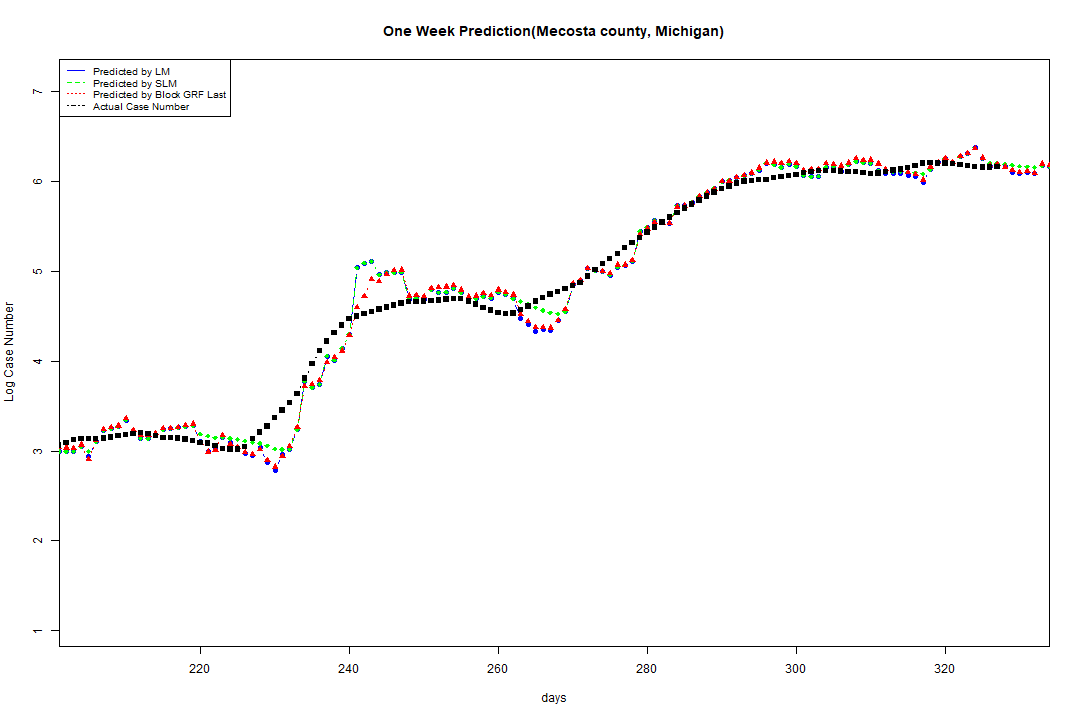 One Week Prediction(Mecosta county, Michigan)
Predicted by LM
Predicted by SLM
Predicted by Block GRF Last
Actual Case Number
7
6
5
4
3
2
1
Log Case Number
220 240 260 280 300 320
days